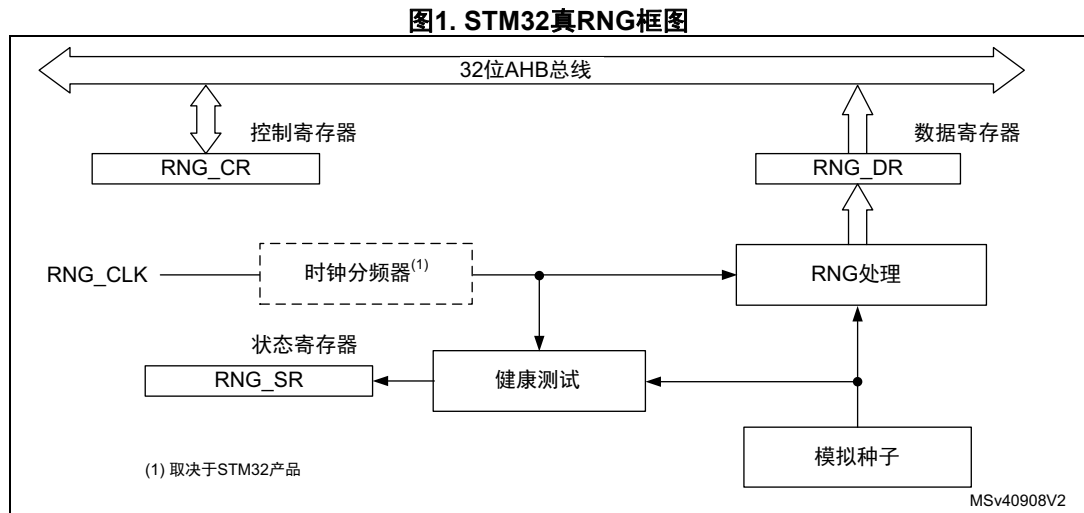 图1. STM32真RNG框图
32位AHB总线
控制寄存器
数据寄存器
RNG_CR
RNG_DR
RNG_CLK
时钟分频器(1)
RNG处理
状态寄存器
RNG_SR
健康测试
模拟种子
(1) 取决于STM32产品
MSv40908V2